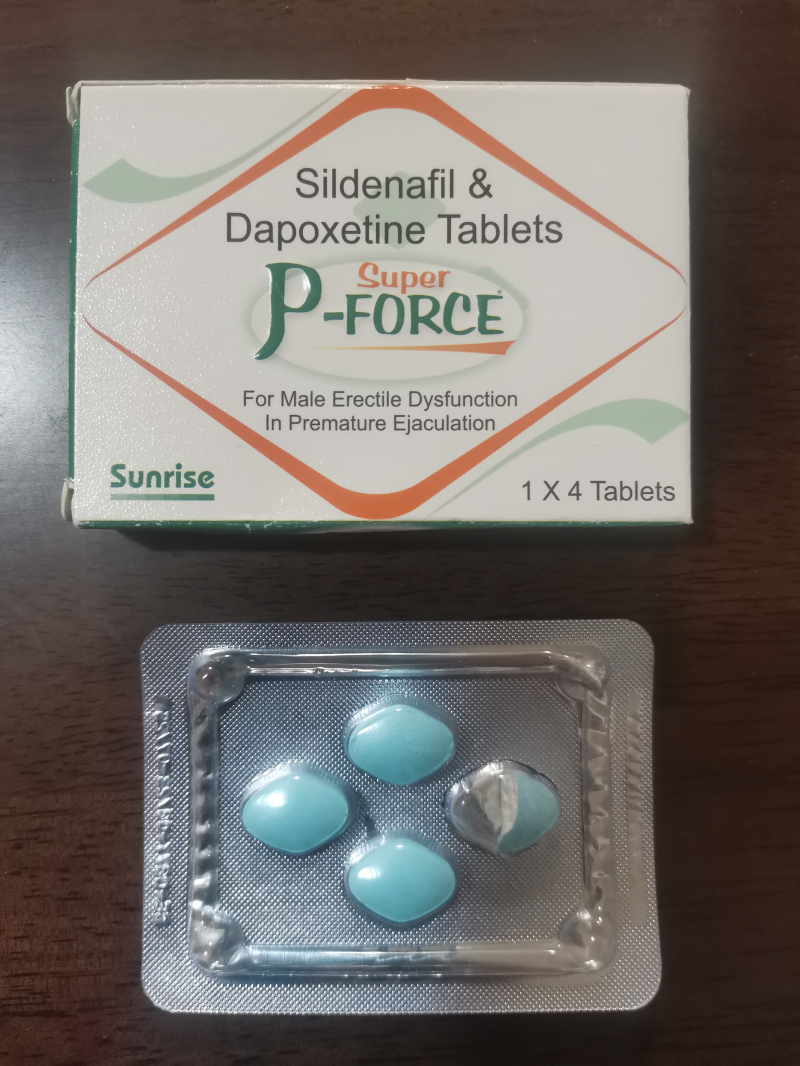 Sildenafil &
Dapoxetine Tablets
Super
P-FORCE
For Male Erectile Dysfunction
In Premature Ejaculation
Sunrise
1 X 4 Tablets